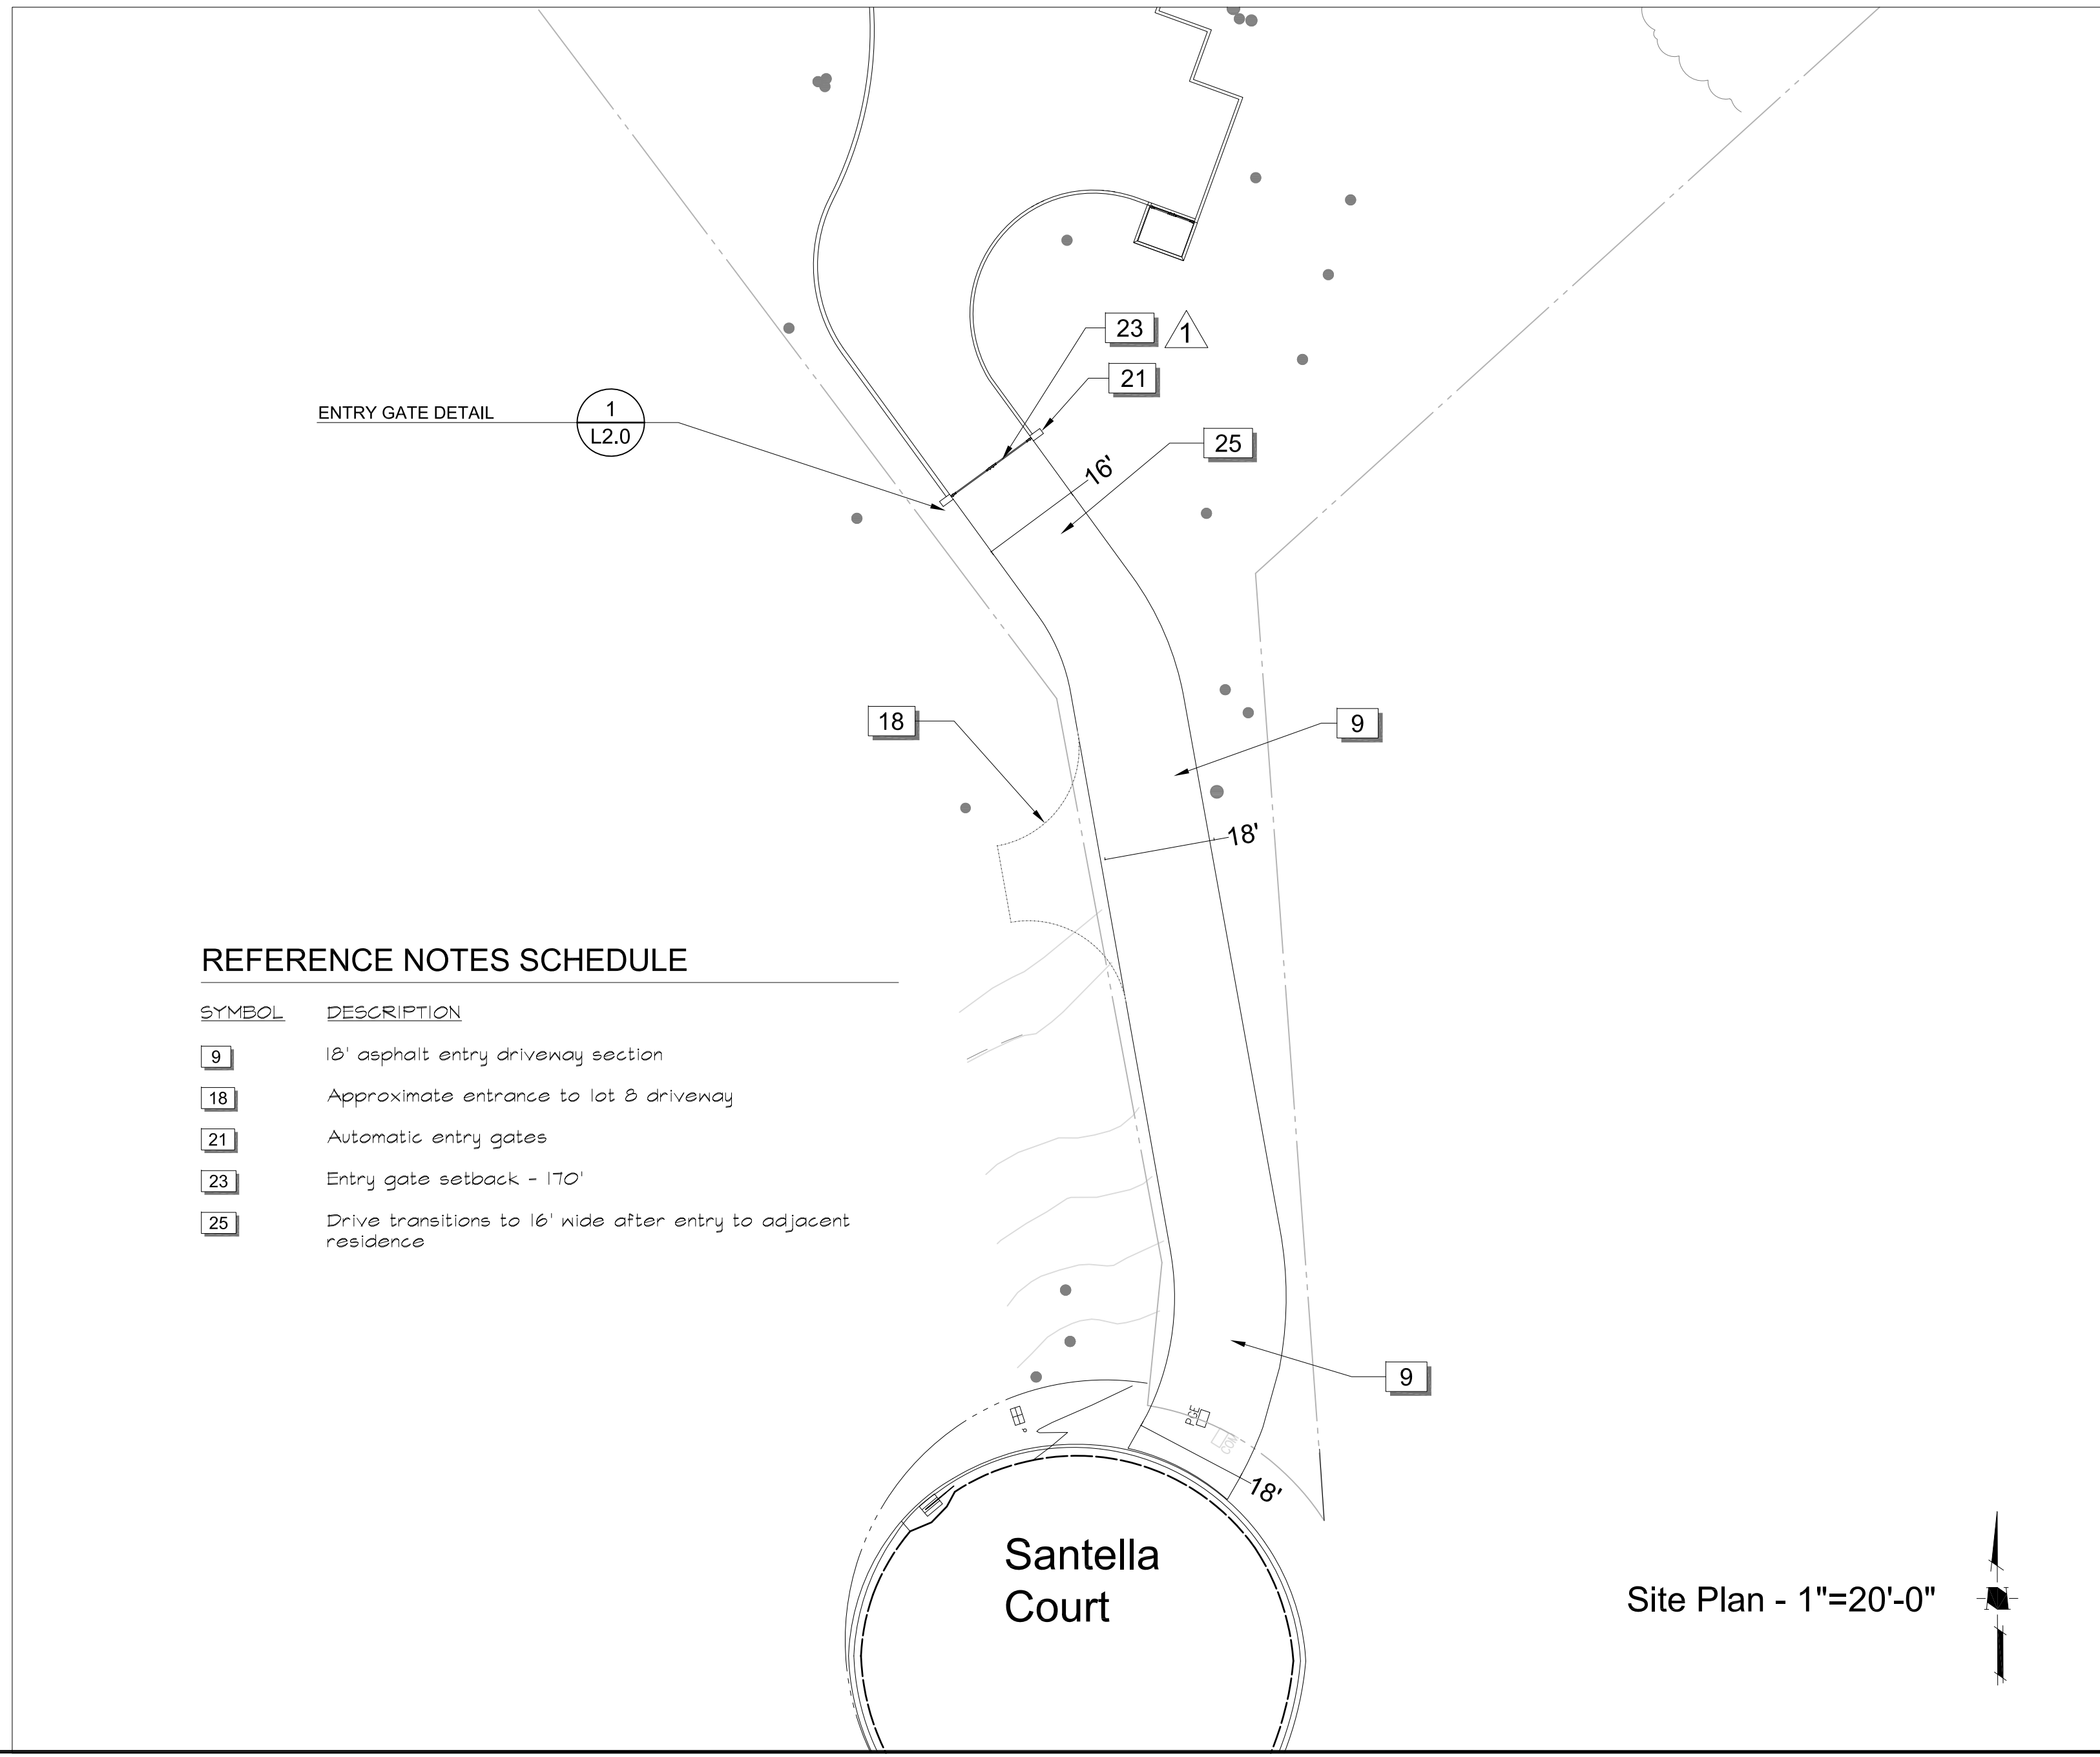 23
1
21
ENTRY GATE DETAIL
1
L2.0
25
16'
18
9
18'
REFERENCE NOTES SCHEDULE
SYMBOL DESCRIPTION
9 18' asphalt entry driveway section
18 Approximate entrance to lot 8 driveway
21 Automatic entry gates
23 Entry gate setback - 170'
25 Drive transitions to 16' wide after entry to adjacent
residence
9
PGE
COM
18'
Santella
Court
Site Plan - 1"=20'-0"
N